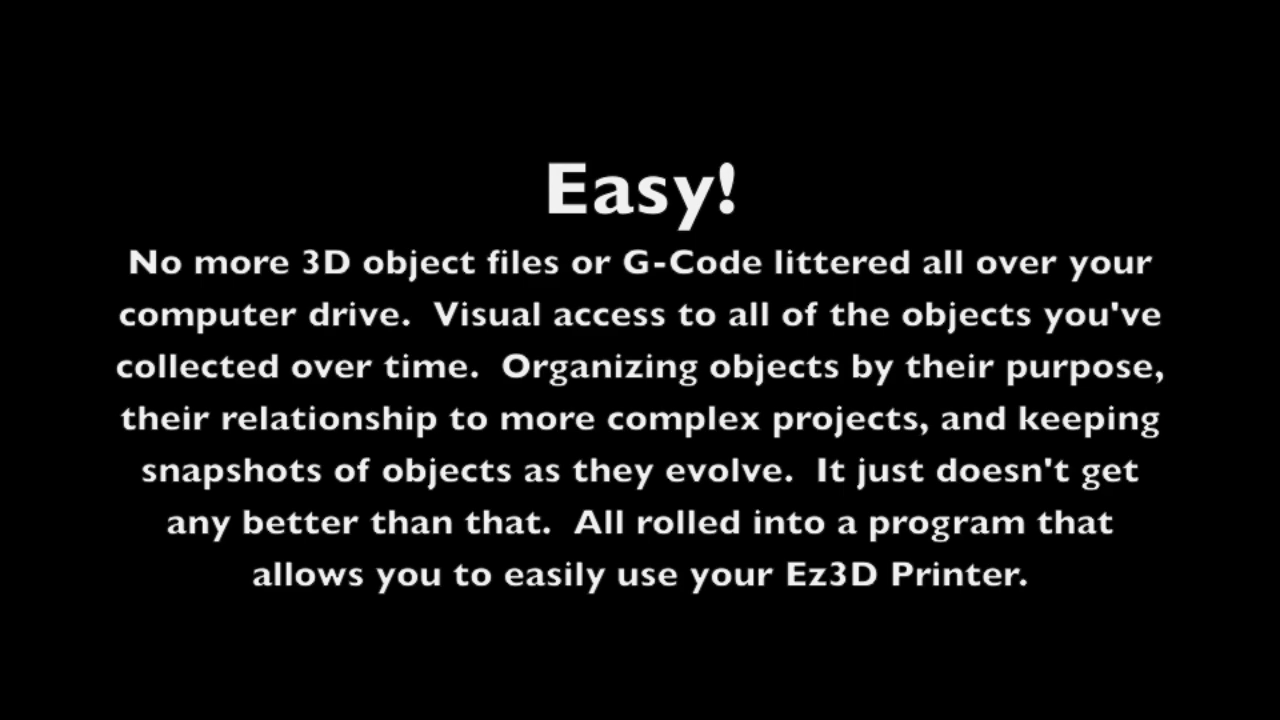 Easy!
No more 3D object files or G-Code littered all over your
computer drive.  Visual access to all of the objects you've
collected over time.  Organizing objects by their purpose,
their relationship to more complex projects, and keeping
snapshots of objects as they evolve.  It just doesn't get
any better than that.  All rolled into a program that
allows you to easily use your Ez3D Printer.